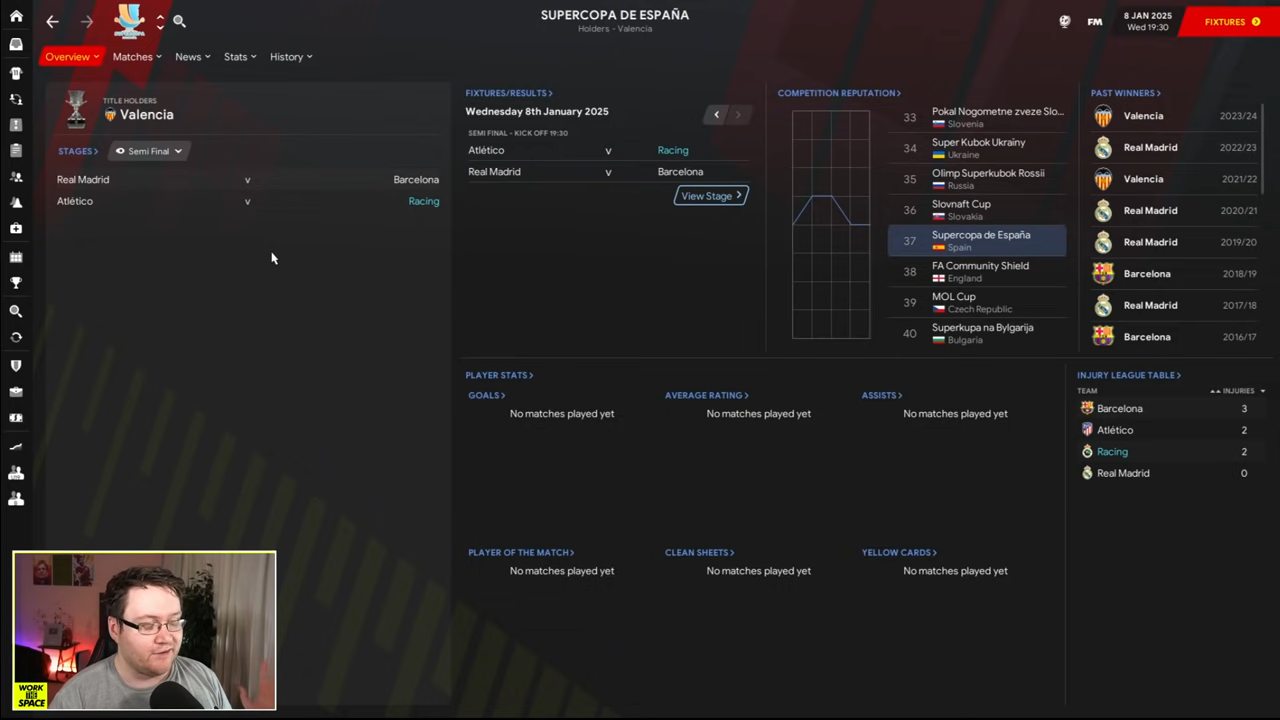 SUPERCOPA DE ESPAÑA
Holders - Valencia
FM
8 JAN 2025
Wed 19:30
FIXTURES
Overview
Matches
News
Stats
History
TITLE HOLDERS
Valencia
STAGES
Semi Final
Real Madrid v Barcelona
Atlético v Racing
FIXTURES/RESULTS
Wednesday 8th January 2025
SEMI FINAL - KICK OFF 19:30
Atlético v Racing
Real Madrid v Barcelona
View Stage
COMPETITION REPUTATION
33 Pokal Nogometne zveze Slo...
Slovenia
34 Super Kubok Ukrainy
Ukraine
35 Olimp Superkubok Rossii
Russia
36 Slovnaft Cup
Slovakia
37 Supercopa de España
Spain
38 FA Community Shield
England
39 MOL Cup
Czech Republic
40 Superkupa na Bylgarija
Bulgaria
PAST WINNERS
Valencia 2023/24
Real Madrid 2022/23
Valencia 2021/22
Real Madrid 2020/21
Real Madrid 2019/20
Barcelona 2018/19
Real Madrid 2017/18
Barcelona 2016/17
PLAYER STATS
GOALS
No matches played yet
AVERAGE RATING
No matches played yet
ASSISTS
No matches played yet
PLAYER OF THE MATCH
No matches played yet
CLEAN SHEETS
No matches played yet
YELLOW CARDS
No matches played yet
INJURY LEAGUE TABLE
TEAM INJURIES
Barcelona 3
Atlético 2
Racing 2
Real Madrid 0
WORK
THE
SPACE